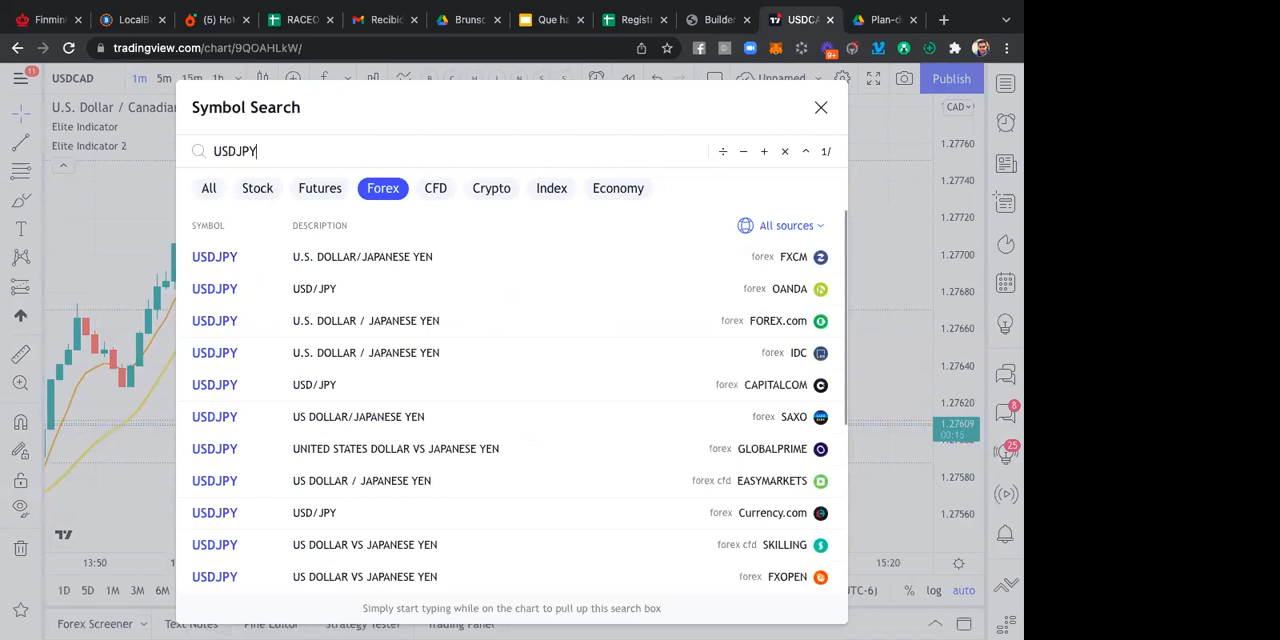 Finmini
LocalBi
(5) Hot
RACEO
Recibid
Brunso
Que ha
Registr
Builder
USDCA
Plan-d
tradingview.com/chart/9QOAHLkW/
9+
11
USDCAD
1m 5m 15m 1h
Unnamed
Publish
U.S. Dollar / Canadian
Elite Indicator
Elite Indicator 2
Symbol Search
USDJPY
÷ − + × ^ 1/
All Stock Futures Forex CFD Crypto Index Economy
SYMBOL DESCRIPTION All sources
USDJPY U.S. DOLLAR/JAPANESE YEN forex FXCM
USDJPY USD/JPY forex OANDA
USDJPY U.S. DOLLAR / JAPANESE YEN forex FOREX.com
USDJPY U.S. DOLLAR / JAPANESE YEN forex IDC
USDJPY USD/JPY forex CAPITALCOM
USDJPY US DOLLAR/JAPANESE YEN forex SAXO
USDJPY UNITED STATES DOLLAR VS JAPANESE YEN forex GLOBALPRIME
USDJPY US DOLLAR / JAPANESE YEN forex cfd EASYMARKETS
USDJPY USD/JPY forex Currency.com
USDJPY US DOLLAR VS JAPANESE YEN forex cfd SKILLING
USDJPY US DOLLAR VS JAPANESE YEN forex FXOPEN
Simply start typing while on the chart to pull up this search box
CAD
1.27760
1.27740
1.27720
1.27700
1.27680
1.27660
1.27640
1.27620
1.27609
00:15
1.27580
1.27560
8
25
13:50
15:20
1D 5D 1M 3M 6M
UTC-6) % log auto
Forex Screener Text Notes Pine Editor Strategy Tester Trading Panel